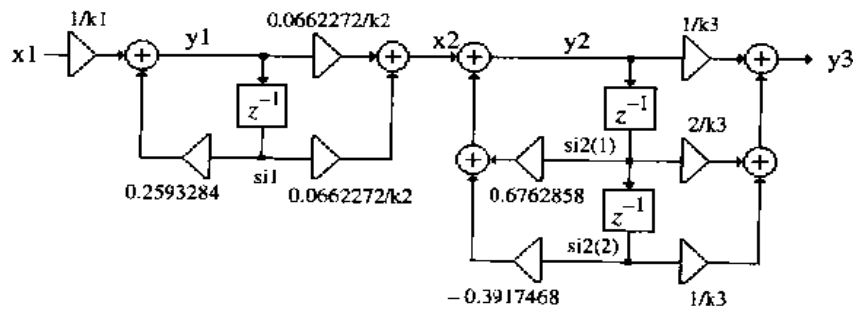 1/k1
0.0662272/k2
1/k3
x1
+
y1
+
x2
+
y2
+
y3
z⁻¹
z⁻¹
2/k3
0.2593284
si1
0.0662272/k2
+
0.6762858
si2(1)
+
z⁻¹
si2(2)
−0.3917468
1/k3